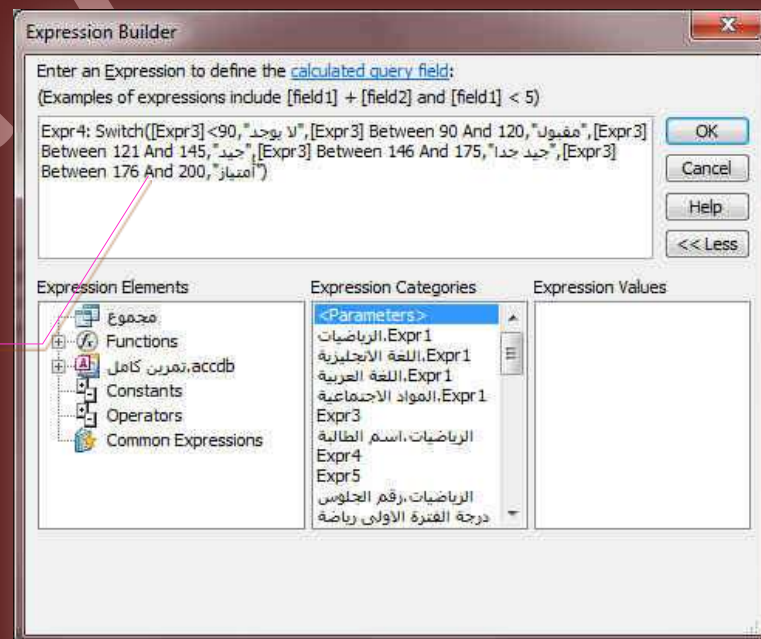 Expression Builder
Enter an Expression to define the calculated query field:
(Examples of expressions include [field1] + [field2] and [field1] < 5)
Expr4: Switch([Expr3]<90,"لا يوجد",[Expr3] Between 90 And 120,"مقبول",[Expr3]
Between 121 And 145,"جيد",[Expr3] Between 146 And 175,"جيد جدا",[Expr3]
Between 176 And 200,"أمتياز")
OK
Cancel
Help
<< Less
Expression Elements
مجموع
Functions
تمرين كامل.accdb
Constants
Operators
Common Expressions
Expression Categories
<Parameters>
الرياضيات.Expr1
اللغة الانجليزية.Expr1
اللغة العربية.Expr1
المواد الاجتماعية.Expr1
Expr3
الرياضيات.اسم الطالبة
Expr4
Expr5
الرياضيات.رقم الجلوس
درجة الفترة الاولى رياضة
Expression Values